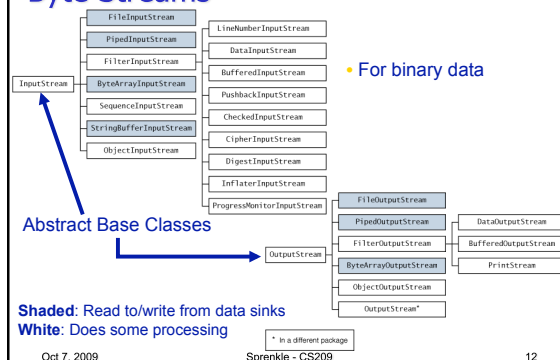 Byte Streams
FileInputStream
PipedInputStream
FilterInputStream
InputStream
ByteArrayInputStream
SequenceInputStream
StringBufferInputStream
ObjectInputStream
LineNumberInputStream
DataInputStream
BufferedInputStream
PushbackInputStream
CheckedInputStream
CipherInputStream
DigestInputStream
InflaterInputStream
ProgressMonitorInputStream
• For binary data
Abstract Base Classes
OutputStream
FileOutputStream
PipedOutputStream
FilterOutputStream
ByteArrayOutputStream
ObjectOutputStream
OutputStream*
DataOutputStream
BufferedOutputStream
PrintStream
Shaded: Read to/write from data sinks
White: Does some processing
* In a different package
Oct 7, 2009
Sprenkle - CS209
12